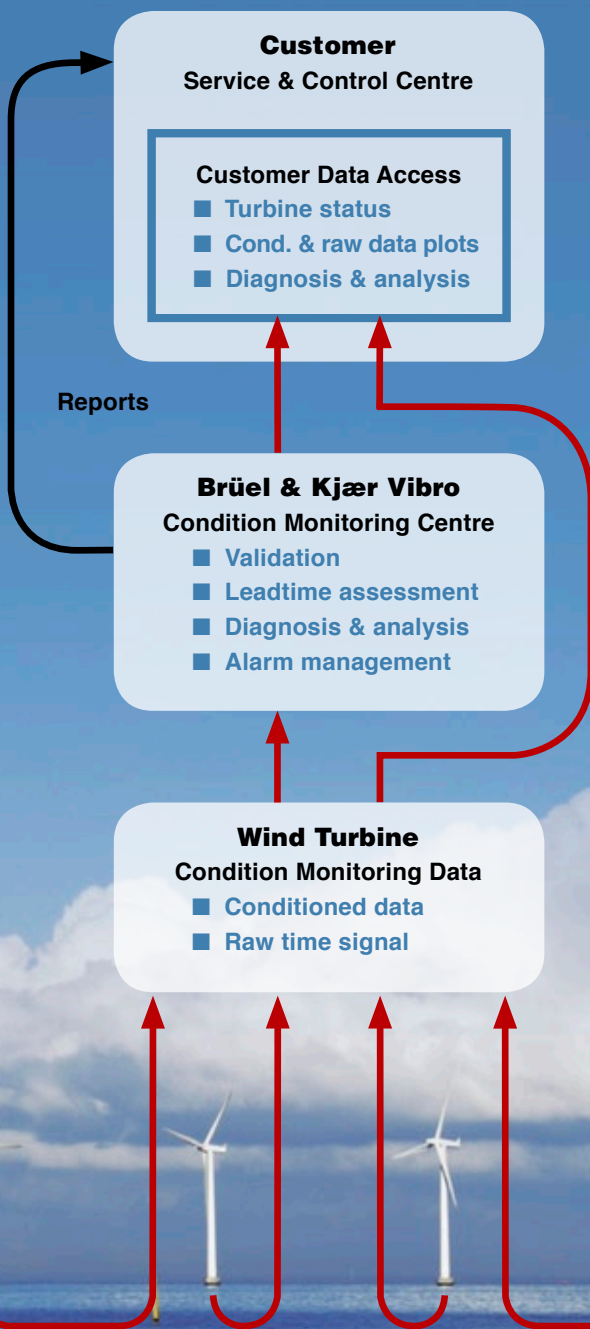 Customer
Service & Control Centre
Customer Data Access
■ Turbine status
■ Cond. & raw data plots
■ Diagnosis & analysis
Reports
Brüel & Kjær Vibro
Condition Monitoring Centre
■ Validation
■ Leadtime assessment
■ Diagnosis & analysis
■ Alarm management
Wind Turbine
Condition Monitoring Data
■ Conditioned data
■ Raw time signal